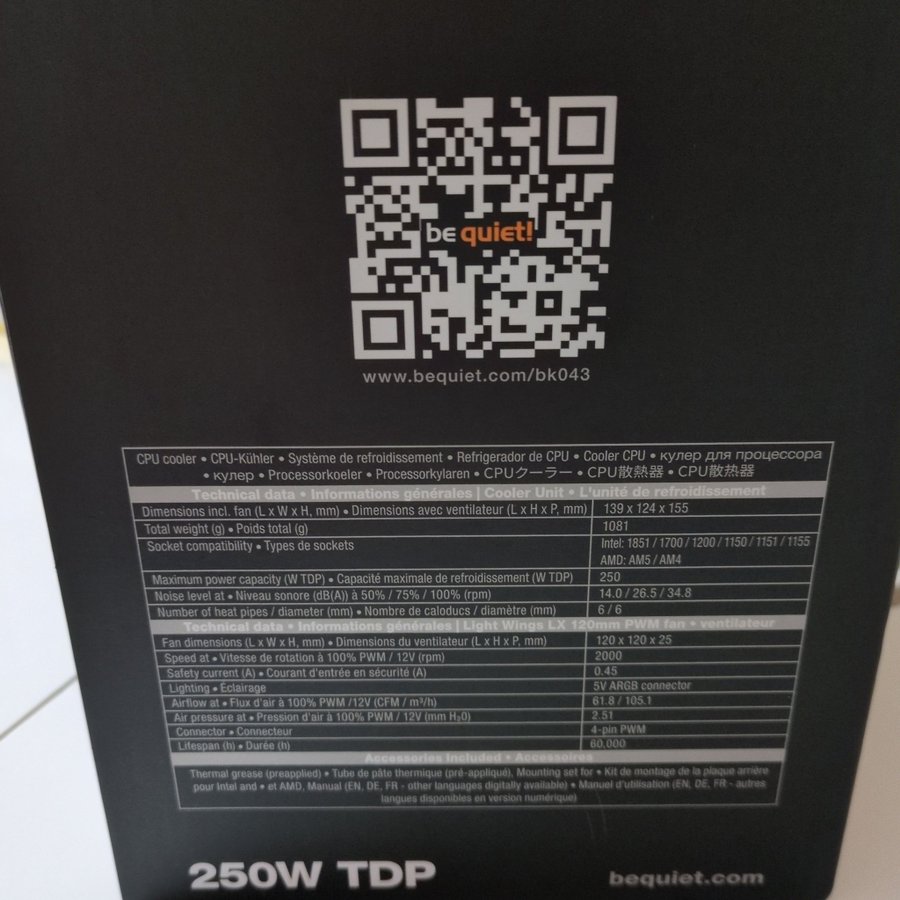 be quiet!
www.bequiet.com/bk043
CPU cooler • CPU-Kühler • Système de refroidissement • Refrigerador de CPU • Cooler CPU • кулер для процессора
• кулер • Processorkoeler • Processorkylaren • CPUクーラー • CPU散熱器 • CPU散热器
Technical data • Informations générales | Cooler Unit • L'unité de refroidissement
Dimensions incl. fan (L x W x H, mm) • Dimensions avec ventilateur (L x H x P, mm) 139 x 124 x 155
Total weight (g) • Poids total (g) 1081
Socket compatibility • Types de sockets Intel: 1851 / 1700 / 1200 / 1150 / 1151 / 1155
AMD: AM5 / AM4
Maximum power capacity (W TDP) • Capacité maximale de refroidissement (W TDP) 250
Noise level at • Niveau sonore (dB(A)) à 50% / 75% / 100% (rpm) 14.0 / 26.5 / 34.8
Number of heat pipes / diameter (mm) • Nombre de caloducs / diamètre (mm) 6 / 6
Technical data • Informations générales | Light Wings LX 120mm PWM fan • ventilateur
Fan dimensions (L x W x H, mm) • Dimensions du ventilateur (L x H x P, mm) 120 x 120 x 25
Speed at • Vitesse de rotation à 100% PWM / 12V (rpm) 2000
Safety current (A) • Courant d'entrée en sécurité (A) 0.45
Lighting • Éclairage 5V ARGB connector
Airflow at • Flux d'air à 100% PWM /12V (CFM / m³/h) 61.8 / 105.1
Air pressure at • Pression d'air à 100% PWM / 12V (mm H₂0) 2.51
Connector • Connecteur 4-pin PWM
Lifespan (h) • Durée (h) 60,000
Accessories Included • Accessoires
Thermal grease (preapplied) • Tube de pâte thermique (pré-appliqué), Mounting set for • Kit de montage de la plaque arrière
pour Intel and • et AMD, Manual (EN, DE, FR - other languages digitally available) • Manuel d'utilisation (EN, DE, FR - autres
langues disponibles en version numérique)
250W TDP
bequiet.com